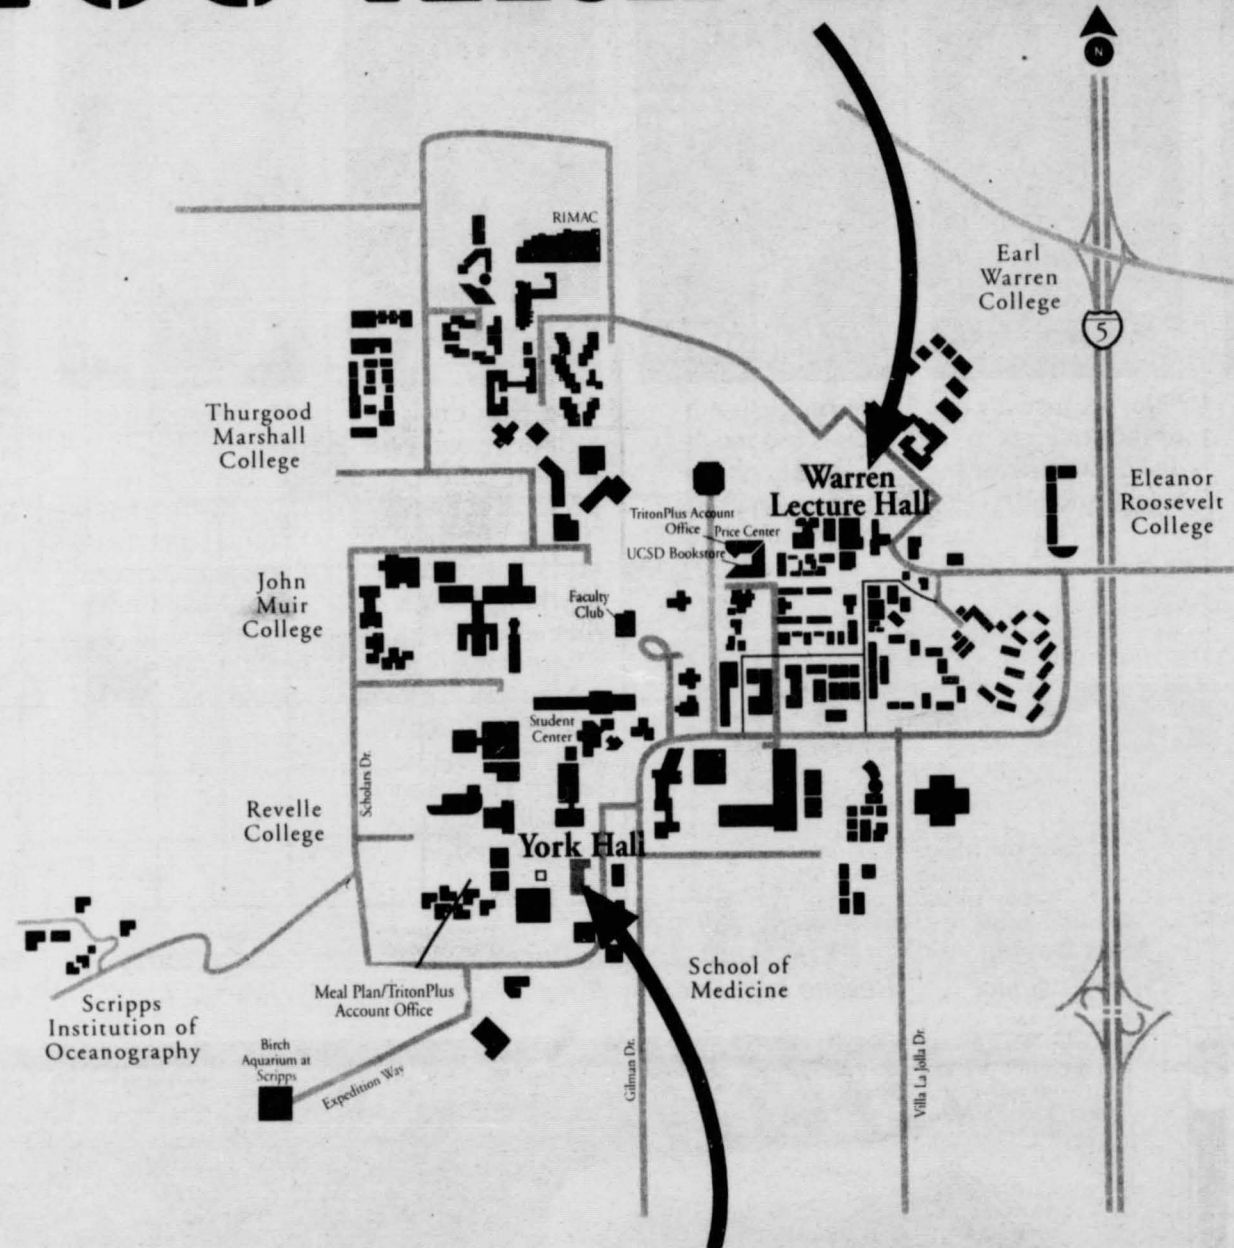 N
RIMAC
Earl
Warren
College
5
Thurgood
Marshall
College
Warren
Lecture Hall
Eleanor
Roosevelt
College
TritonPlus Account
Office
Price Center
UCSD Bookstore
John
Muir
College
Faculty
Club
Student
Center
Scholars Dr.
Revelle
College
York Hall
School of
Medicine
Meal Plan/TritonPlus
Account Office
Scripps
Institution of
Oceanography
Birch
Aquarium at
Scripps
Expedition Way
Gilman Dr.
Villa La Jolla Dr.